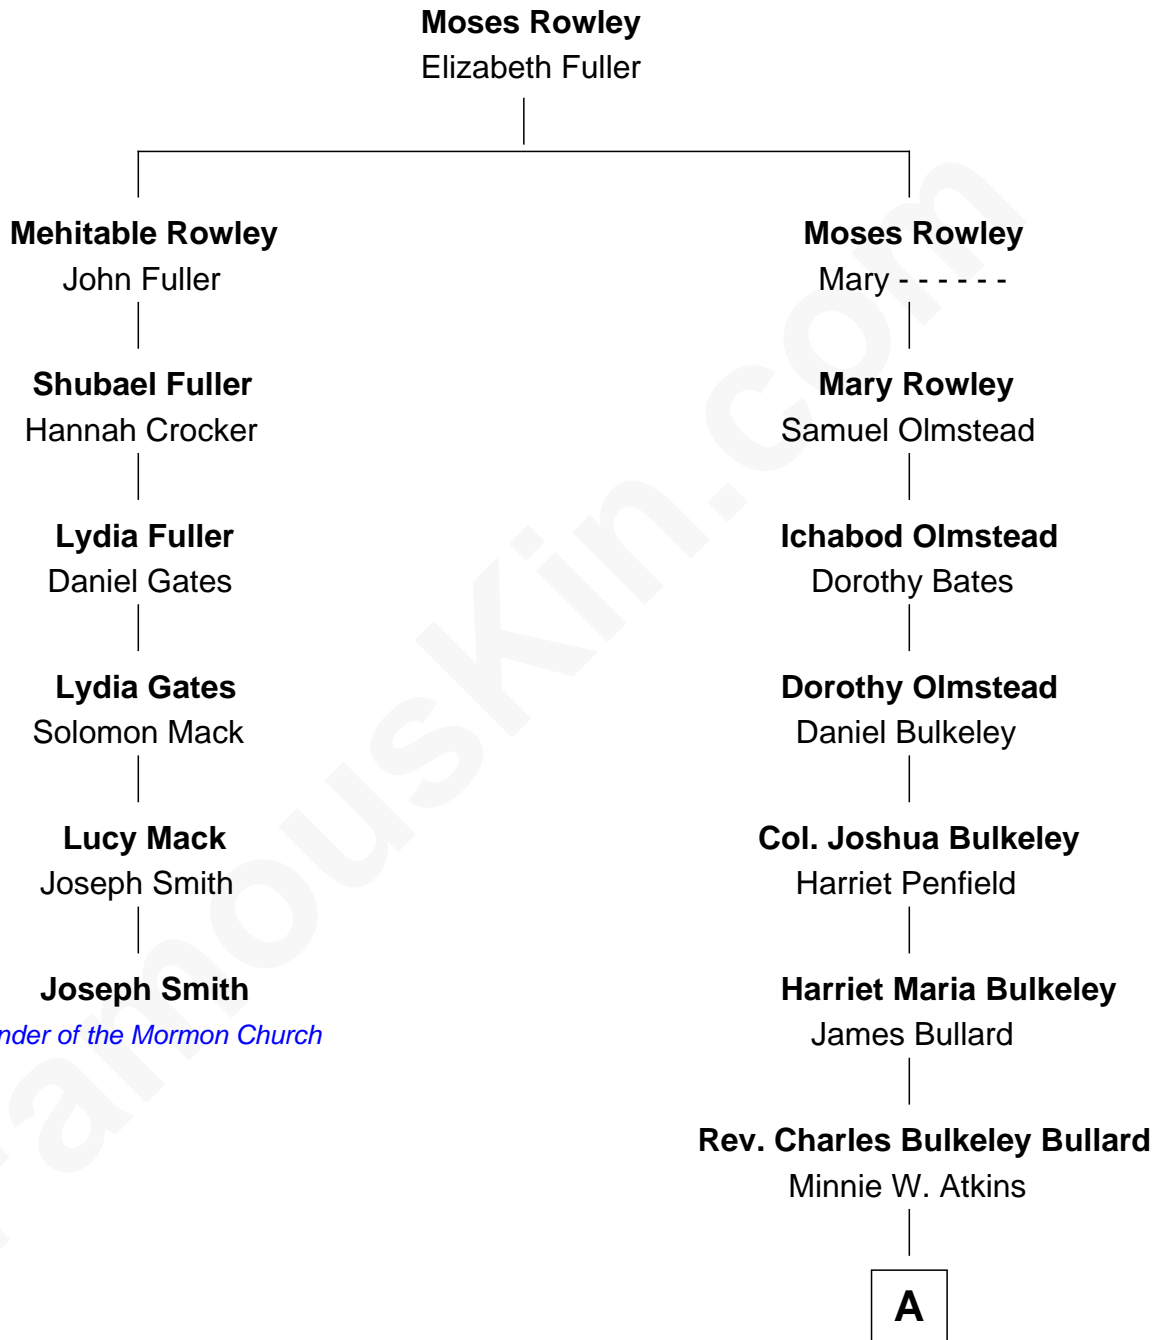 Moses Rowley
Elizabeth Fuller
Mehitable Rowley
John Fuller
Moses Rowley
Mary - - - - - -
Shubael Fuller
Hannah Crocker
Mary Rowley
Samuel Olmstead
Lydia Fuller
Daniel Gates
Ichabod Olmstead
Dorothy Bates
Lydia Gates
Solomon Mack
Dorothy Olmstead
Daniel Bulkeley
Lucy Mack
Joseph Smith
Col. Joshua Bulkeley
Harriet Penfield
Joseph Smith
nder of the Mormon Church
Harriet Maria Bulkeley
James Bullard
Rev. Charles Bulkeley Bullard
Minnie W. Atkins
A
FamousKin.com